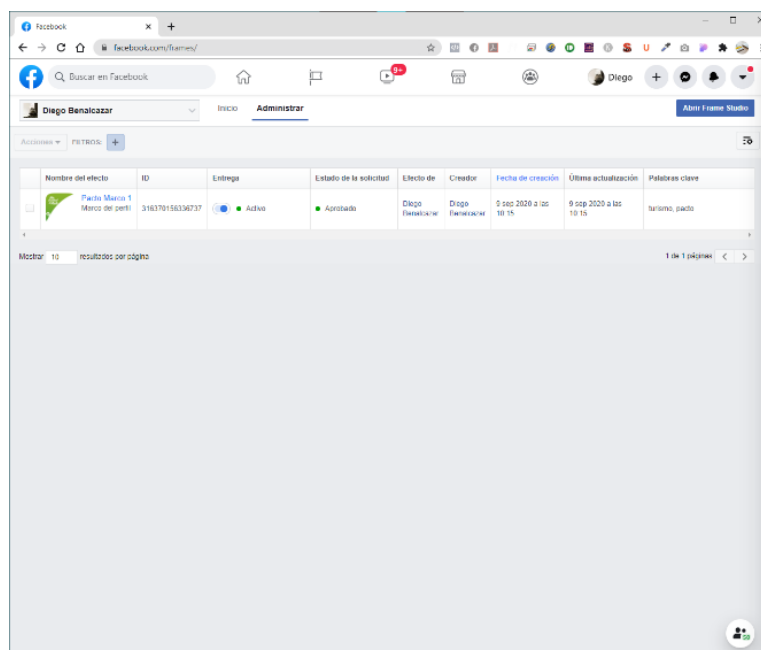 Facebook
facebook.com/frames/
Buscar en Facebook
9+
Diego
Diego Benalcazar
Inicio
Administrar
Abrir Frame Studio
Acciones
FILTROS:
Nombre del efecto ID Entrega Estado de la solicitud Efecto de Creador Fecha de creación Última actualización Palabras clave
Pacto Marco 1
Marco del perfil
316370156336737
Activo
Aprobado
Diego
Benalcazar
Diego
Benalcazar
9 sep 2020 a las
10:15
9 sep 2020 a las
10:15
turismo, pacto
Mostrar 10 resultados por página
1 de 1 páginas